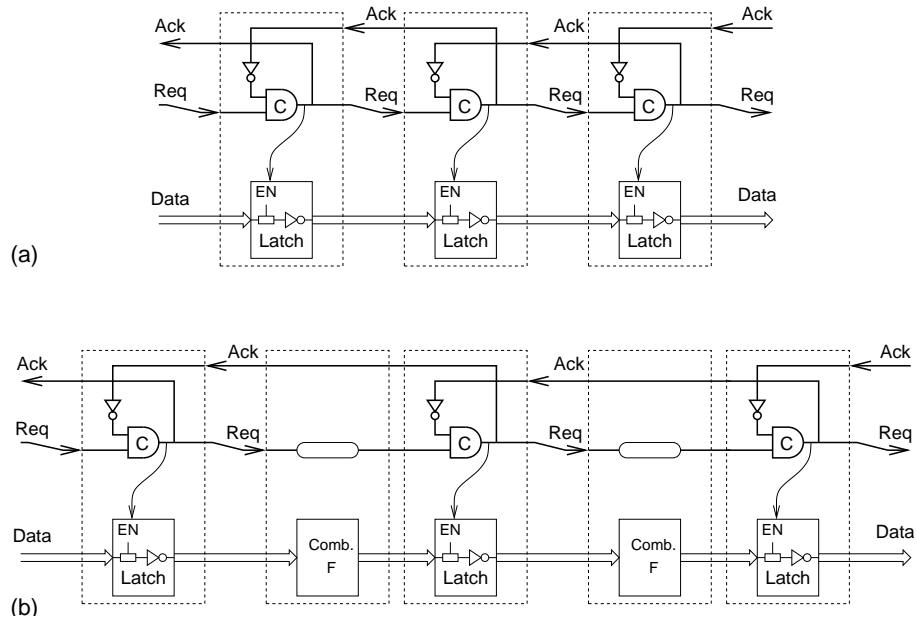 Ack Ack Ack Ack
Req C Req C Req C Req
Data EN EN EN Data
Latch Latch Latch
(a)
Ack Ack Ack Ack
Req C Req C Req C Req
Data EN Comb. F EN Comb. F EN Data
Latch Latch Latch
(b)